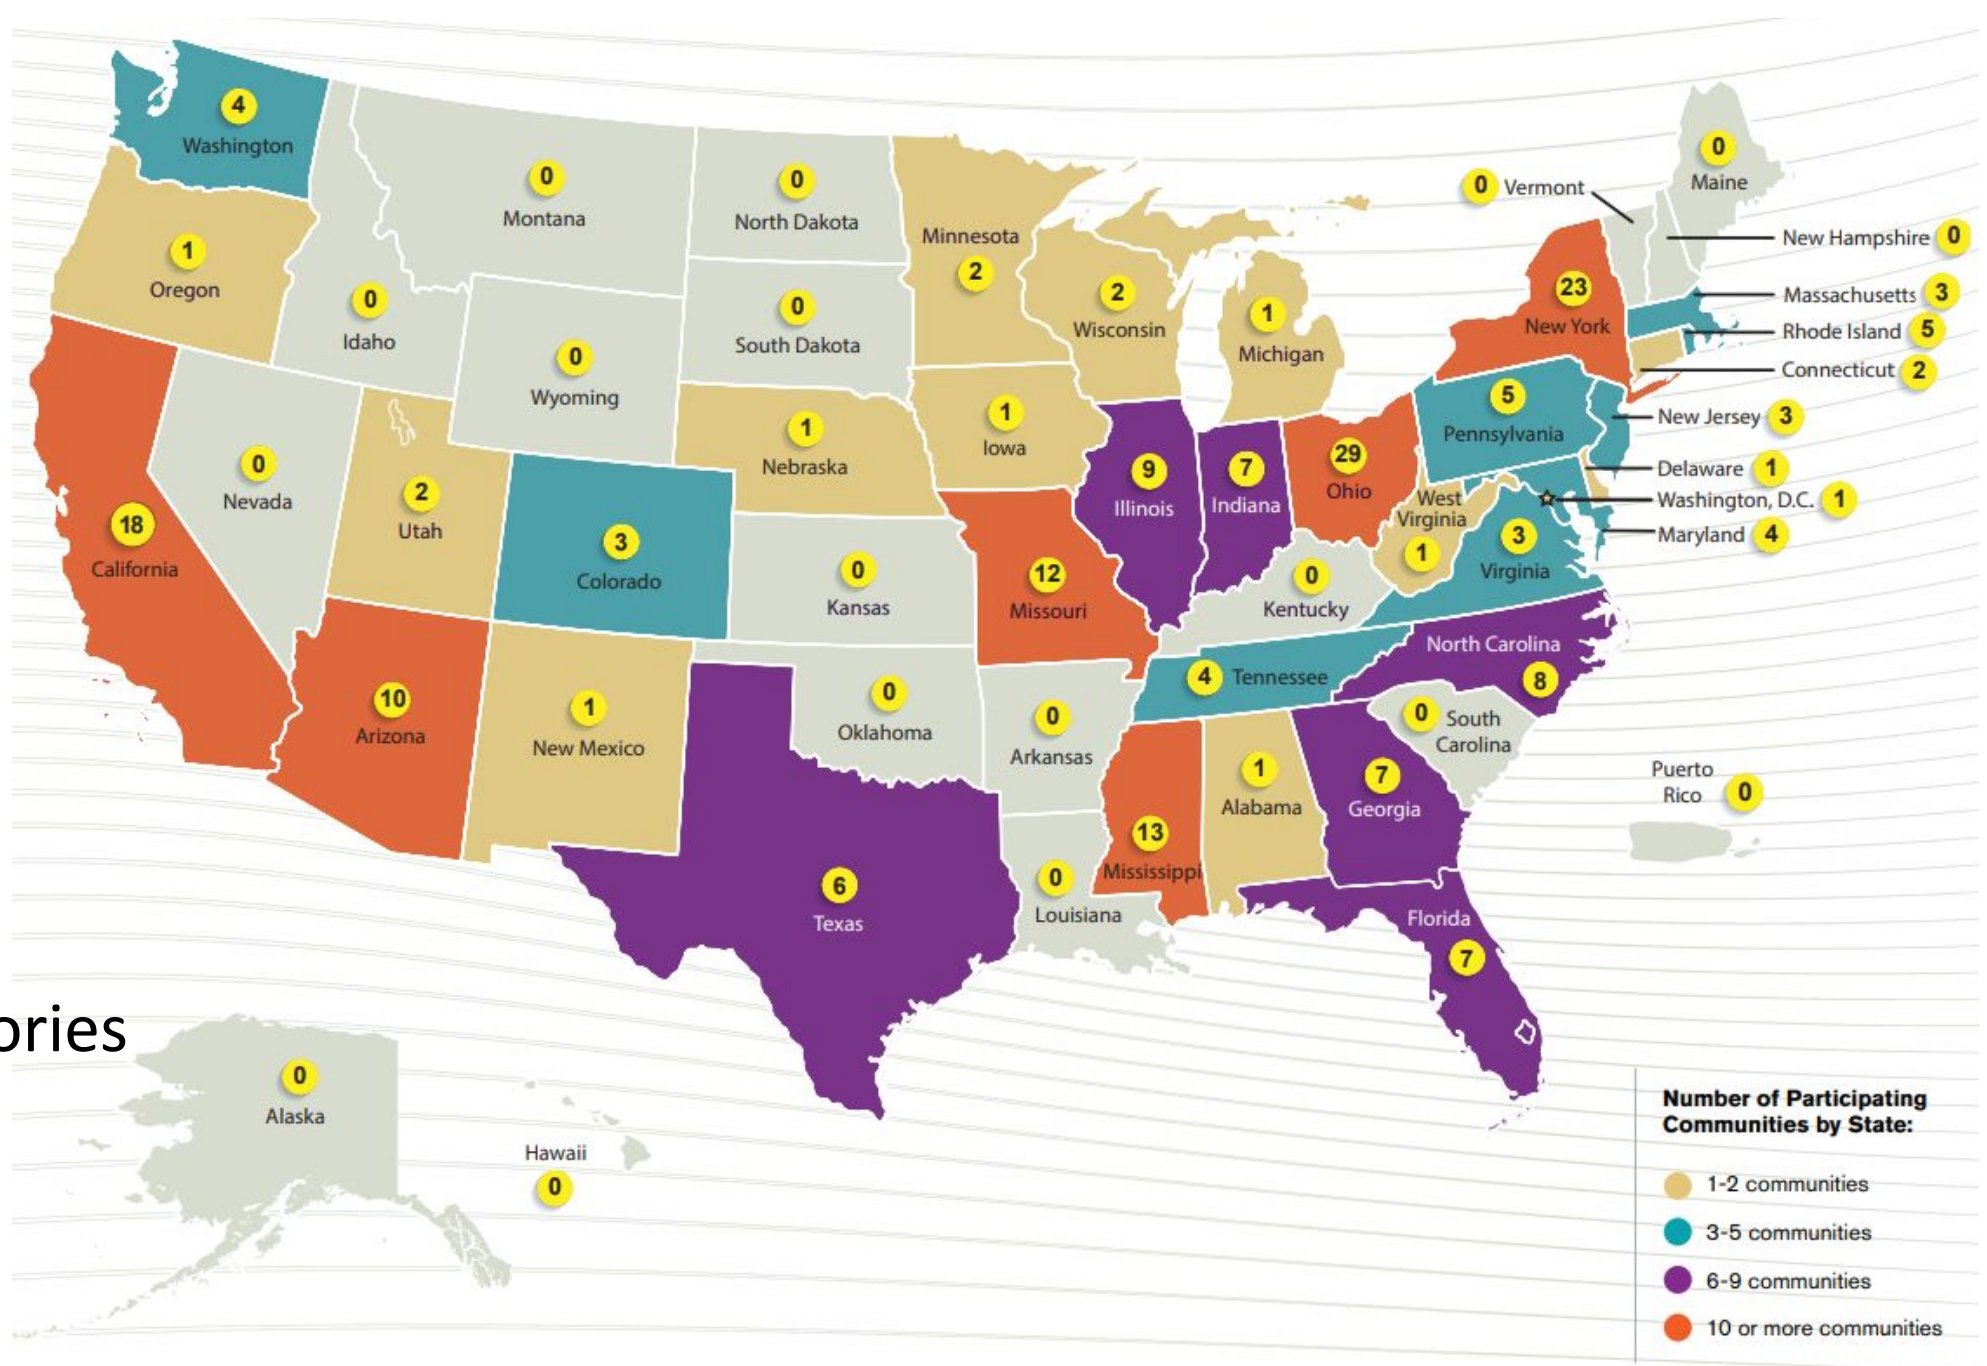 4
Washington
0
Montana
0
North Dakota
Minnesota
2
0
Maine
0 Vermont
New Hampshire 0
1
Oregon
0
Idaho
0
South Dakota
2
Wisconsin
1
Michigan
23
New York
Massachusetts 3
Rhode Island 5
Connecticut 2
0
Wyoming
1
Nebraska
1
Iowa
5
Pennsylvania
New Jersey 3
0
Nevada
2
Utah
9
Illinois
7
Indiana
29
Ohio
West
Virginia
1
Delaware 1
Washington, D.C. 1
Maryland 4
18
California
3
Colorado
0
Kansas
12
Missouri
0
Kentucky
3
Virginia
North Carolina
8
4 Tennessee
10
Arizona
1
New Mexico
0
Oklahoma
0
Arkansas
0 South
Carolina
13
Mississippi
1
Alabama
7
Georgia
Puerto
Rico 0
6
Texas
0
Louisiana
Florida
7
ories
0
Alaska
Hawaii
0
Number of Participating
Communities by State:
1-2 communities
3-5 communities
6-9 communities
10 or more communities